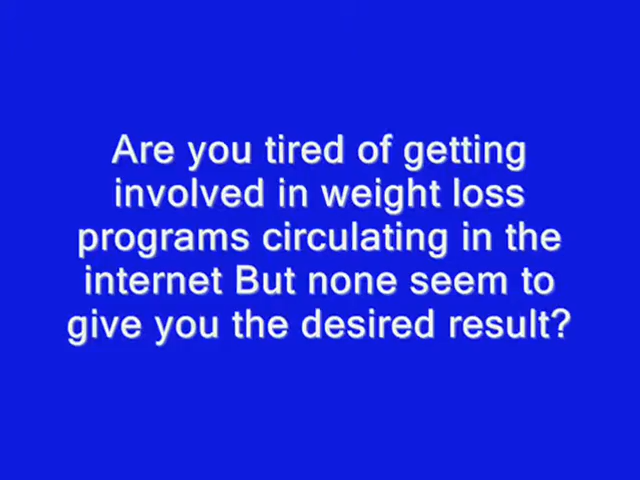 Are you tired of getting
involved in weight loss
programs circulating in the
internet But none seem to
give you the desired result?